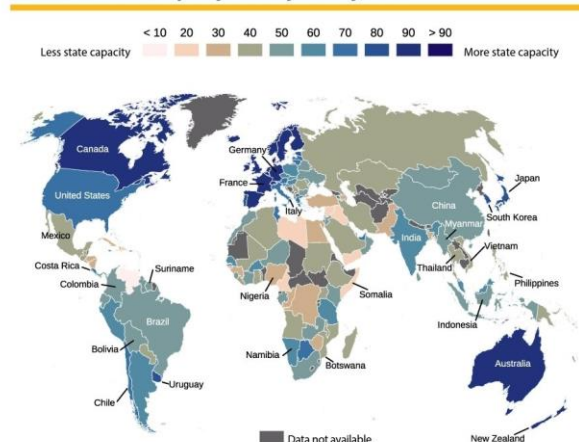 < 10 20 30 40 50 60 70 80 90 > 90
Less state capacity More state capacity
Canada
Germany
France
United States
Japan
Italy
China
South Korea
Mexico
India
Myanmar
Costa Rica
Suriname
Vietnam
Thailand
Colombia
Nigeria
Somalia
Philippines
Brazil
Indonesia
Bolivia
Namibia
Botswana
Australia
Uruguay
Chile
New Zealand
Data not available